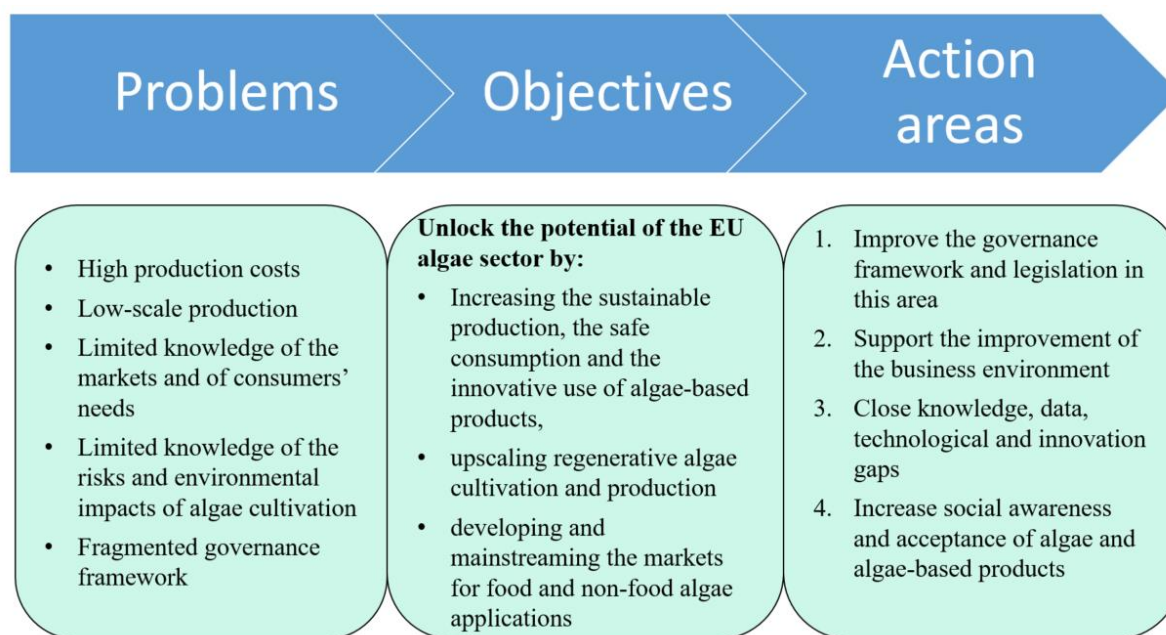 Problems
Objectives
Action
areas
• High production costs
• Low-scale production
• Limited knowledge of the
markets and of consumers’
needs
• Limited knowledge of the
risks and environmental
impacts of algae cultivation
• Fragmented governance
framework
Unlock the potential of the EU
algae sector by:
• Increasing the sustainable
production, the safe
consumption and the
innovative use of algae-based
products,
• upscaling regenerative algae
cultivation and production
• developing and
mainstreaming the markets
for food and non-food algae
applications
1. Improve the governance
framework and legislation in
this area
2. Support the improvement of
the business environment
3. Close knowledge, data,
technological and innovation
gaps
4. Increase social awareness
and acceptance of algae and
algae-based products